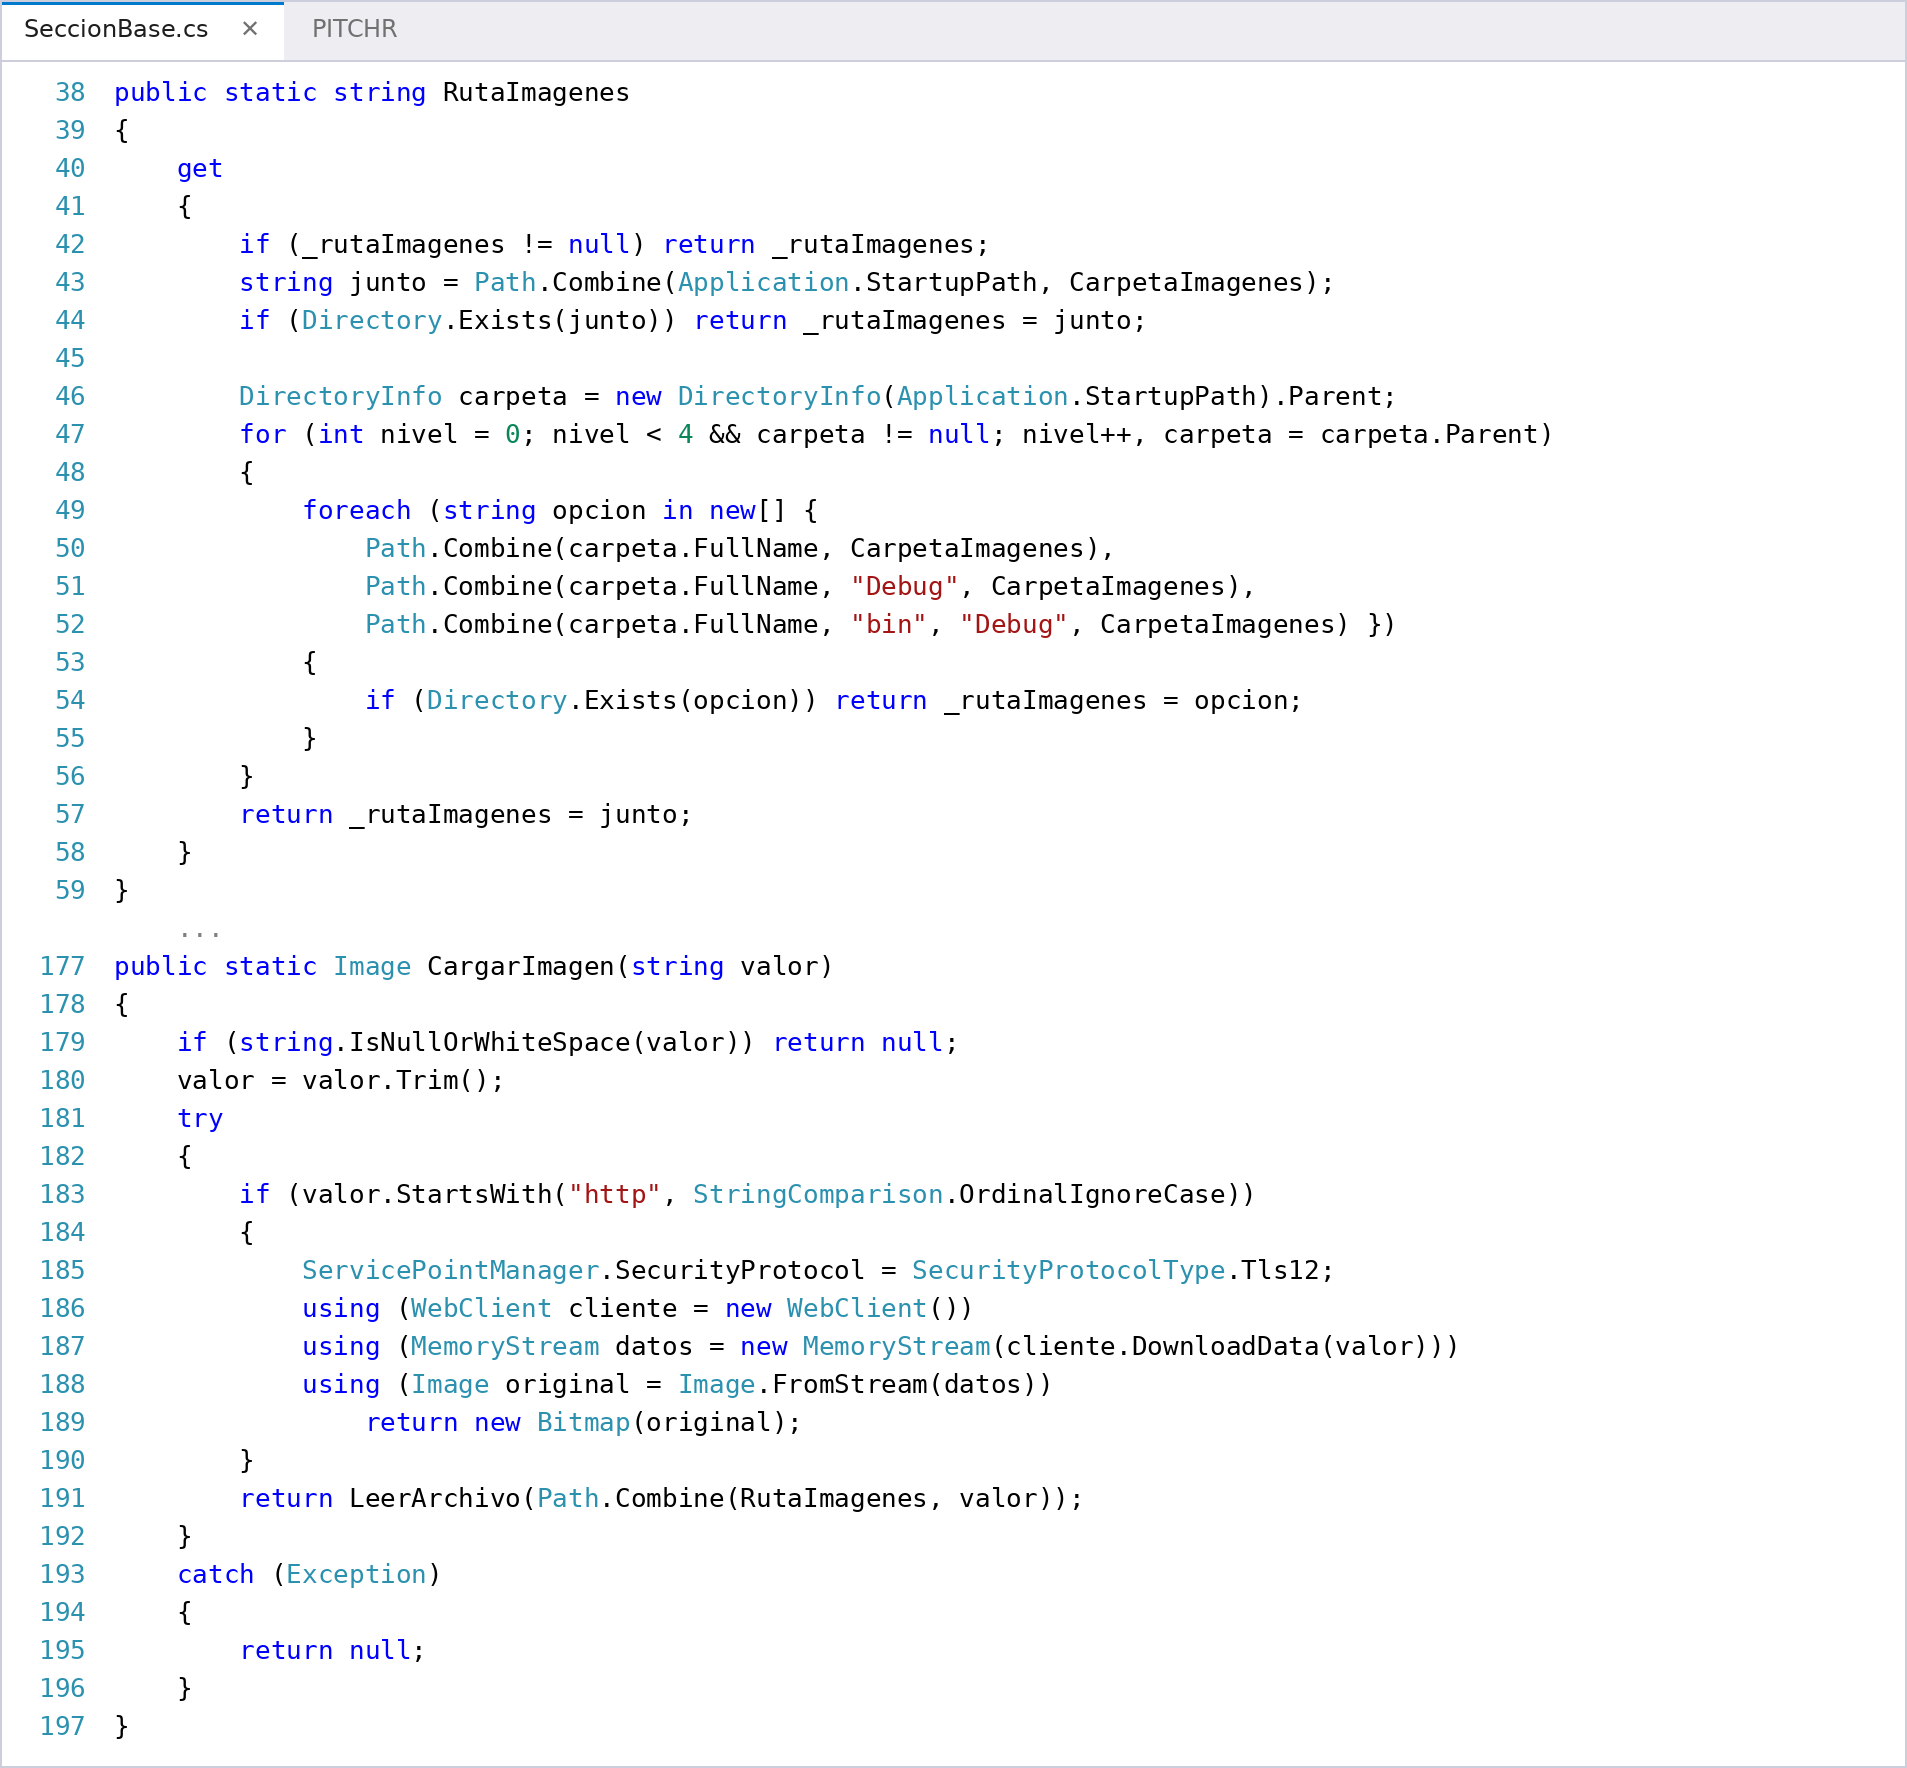 SeccionBase.cs ✕ PITCHR
38 public static string RutaImagenes
39 {
40     get
41     {
42         if (_rutaImagenes != null) return _rutaImagenes;
43         string junto = Path.Combine(Application.StartupPath, CarpetaImagenes);
44         if (Directory.Exists(junto)) return _rutaImagenes = junto;
45
46         DirectoryInfo carpeta = new DirectoryInfo(Application.StartupPath).Parent;
47         for (int nivel = 0; nivel < 4 && carpeta != null; nivel++, carpeta = carpeta.Parent)
48         {
49             foreach (string opcion in new[] {
50                 Path.Combine(carpeta.FullName, CarpetaImagenes),
51                 Path.Combine(carpeta.FullName, "Debug", CarpetaImagenes),
52                 Path.Combine(carpeta.FullName, "bin", "Debug", CarpetaImagenes) })
53             {
54                 if (Directory.Exists(opcion)) return _rutaImagenes = opcion;
55             }
56         }
57         return _rutaImagenes = junto;
58     }
59 }
    ...
177 public static Image CargarImagen(string valor)
178 {
179     if (string.IsNullOrWhiteSpace(valor)) return null;
180     valor = valor.Trim();
181     try
182     {
183         if (valor.StartsWith("http", StringComparison.OrdinalIgnoreCase))
184         {
185             ServicePointManager.SecurityProtocol = SecurityProtocolType.Tls12;
186             using (WebClient cliente = new WebClient())
187             using (MemoryStream datos = new MemoryStream(cliente.DownloadData(valor)))
188             using (Image original = Image.FromStream(datos))
189                 return new Bitmap(original);
190         }
191         return LeerArchivo(Path.Combine(RutaImagenes, valor));
192     }
193     catch (Exception)
194     {
195         return null;
196     }
197 }